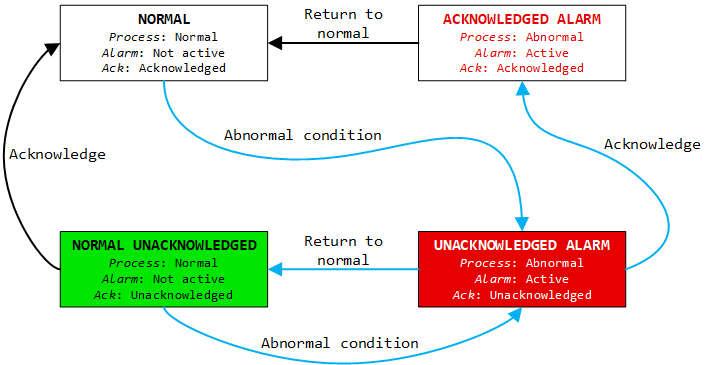 NORMAL
Process: Normal
Alarm: Not active
Ack: Acknowledged
Return to
normal
ACKNOWLEDGED ALARM
Process: Abnormal
Alarm: Active
Ack: Acknowledged
Abnormal condition
Acknowledge
Acknowledge
NORMAL UNACKNOWLEDGED
Process: Normal
Alarm: Not active
Ack: Unacknowledged
Return to
normal
UNACKNOWLEDGED ALARM
Process: Abnormal
Alarm: Active
Ack: Unacknowledged
Abnormal condition